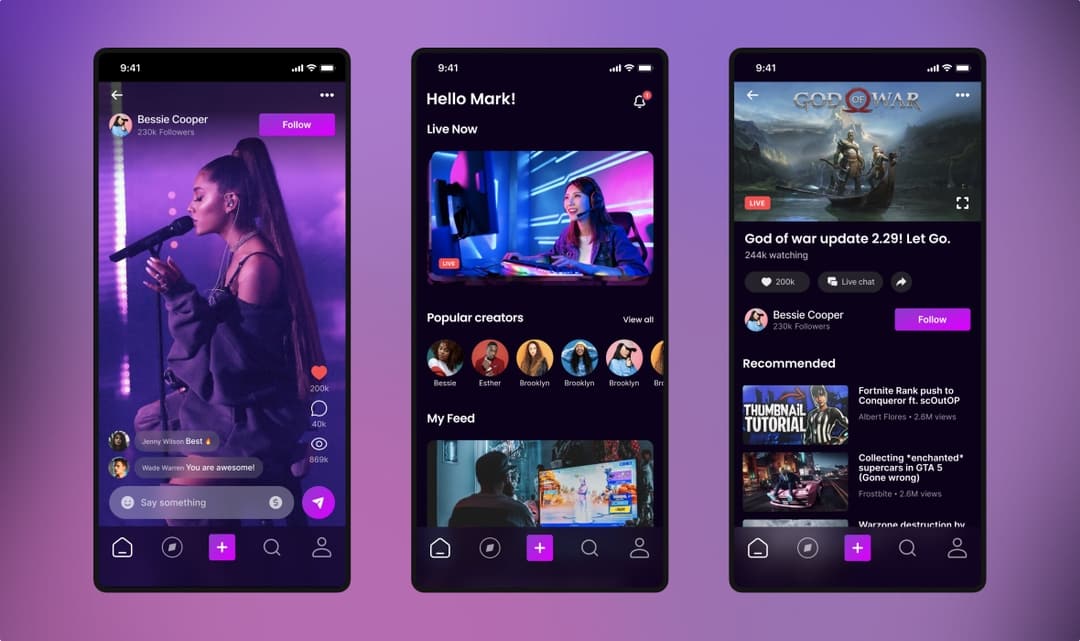 9:41
Bessie Cooper
230k Followers
Follow
200k
40k
869k
Jenny Wilson Best 🔥
Wade Warren You are awesome!
Say something
$
9:41
Hello Mark!
1
Live Now
LIVE
Popular creators
View all
Bessie
Esther
Brooklyn
Brooklyn
Brooklyn
Br
My Feed
9:41
GOD OF WAR
LIVE
God of war update 2.29! Let Go.
244k watching
200k
Live chat
Bessie Cooper
230k Followers
Follow
Recommended
THUMBNAIL
TUTORIAL
Fortnite Rank push to
Conqueror ft. scOutOP
Albert Flores • 2.6M views
Collecting *enchanted*
supercars in GTA 5
(Gone wrong)
Frostbite • 2.6M views
Warzone destruction by